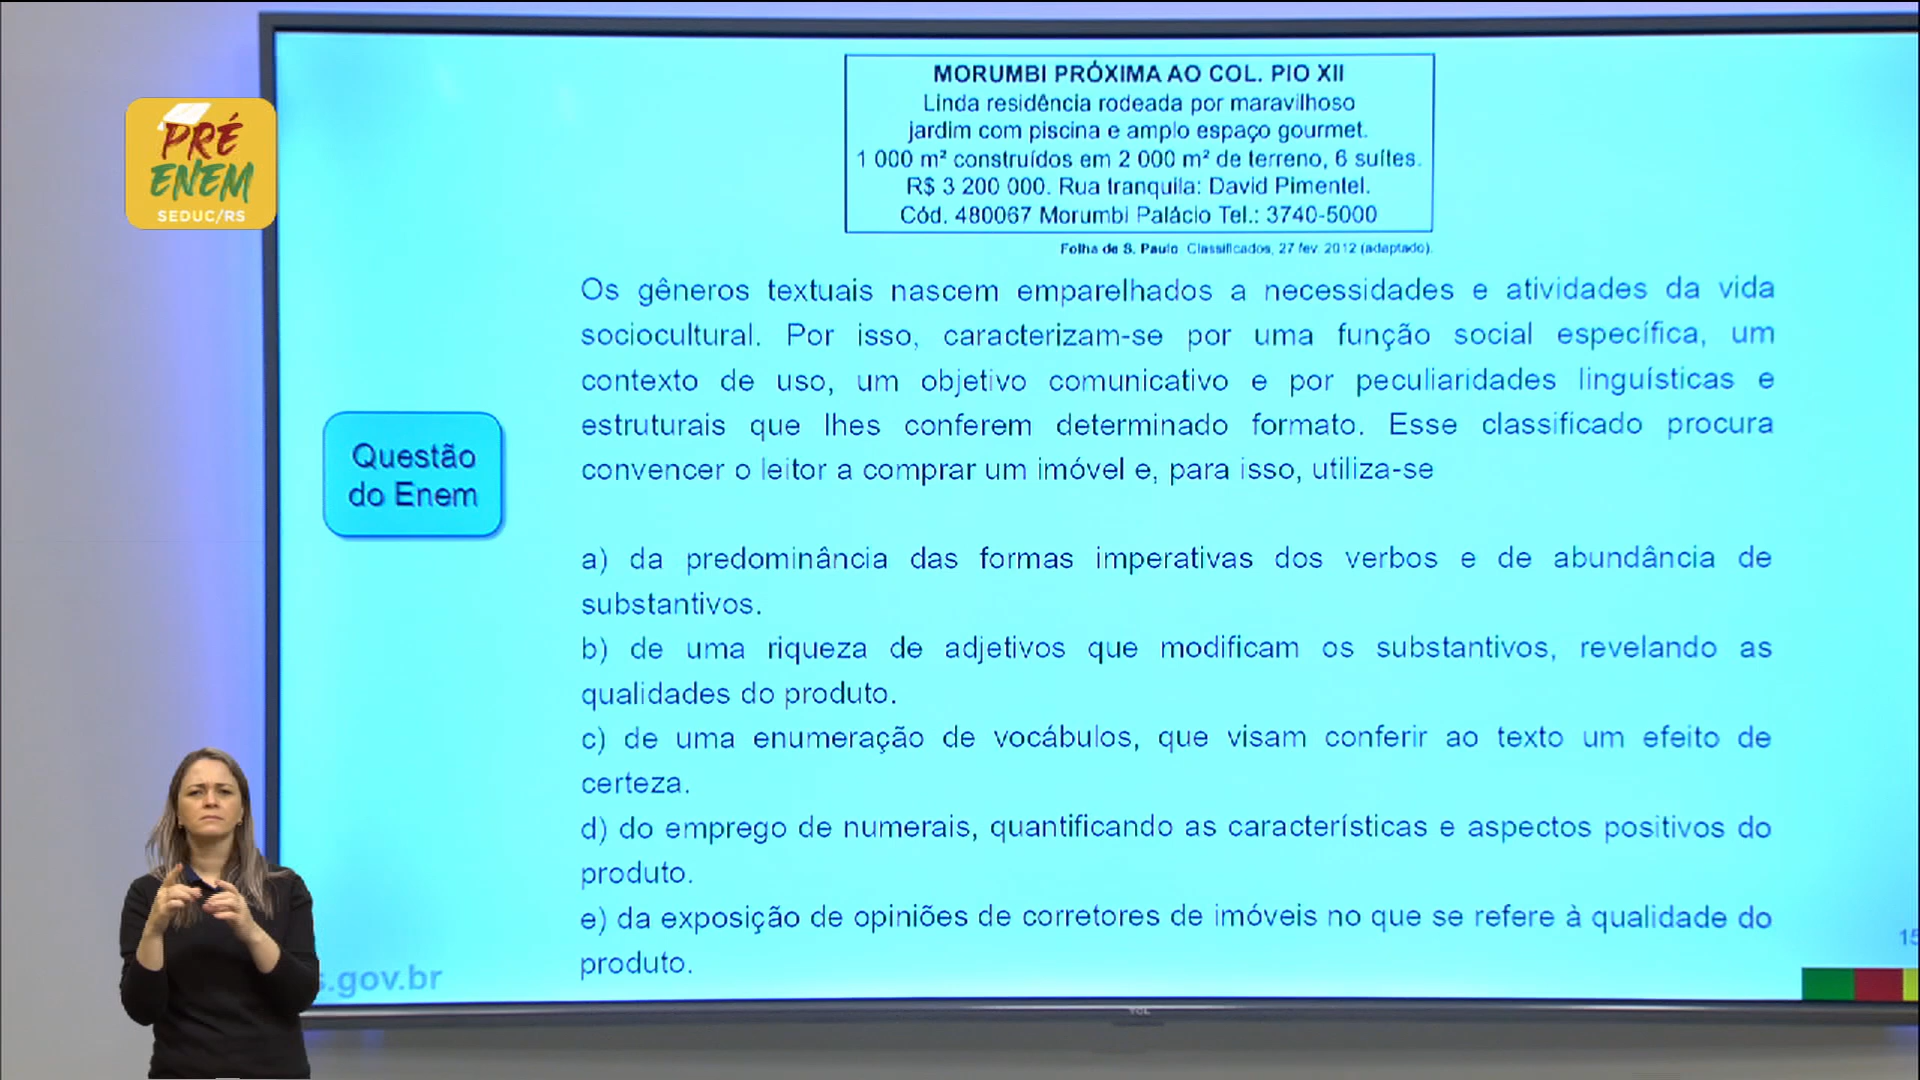 MORUMBI PRÓXIMA AO COL. PIO XII
Linda residência rodeada por maravilhoso
jardim com piscina e amplo espaço gourmet.
1 000 m² construídos em 2 000 m² de terreno, 6 suítes.
R$ 3 200 000. Rua tranquila: David Pimentel.
Cód. 480067 Morumbi Palácio Tel.: 3740-5000
Folha de S. Paulo. Classificados, 27 fev. 2012 (adaptado).
PRÉ
ENEM
SEDUC/RS
Os gêneros textuais nascem emparelhados a necessidades e atividades da vida
sociocultural. Por isso, caracterizam-se por uma função social específica, um
contexto de uso, um objetivo comunicativo e por peculiaridades linguísticas e
estruturais que lhes conferem determinado formato. Esse classificado procura
convencer o leitor a comprar um imóvel e, para isso, utiliza-se
Questão
do Enem
a) da predominância das formas imperativas dos verbos e de abundância de
substantivos.
b) de uma riqueza de adjetivos que modificam os substantivos, revelando as
qualidades do produto.
c) de uma enumeração de vocábulos, que visam conferir ao texto um efeito de
certeza.
d) do emprego de numerais, quantificando as características e aspectos positivos do
produto.
e) da exposição de opiniões de corretores de imóveis no que se refere à qualidade do
produto.
15
s.gov.br
TCL